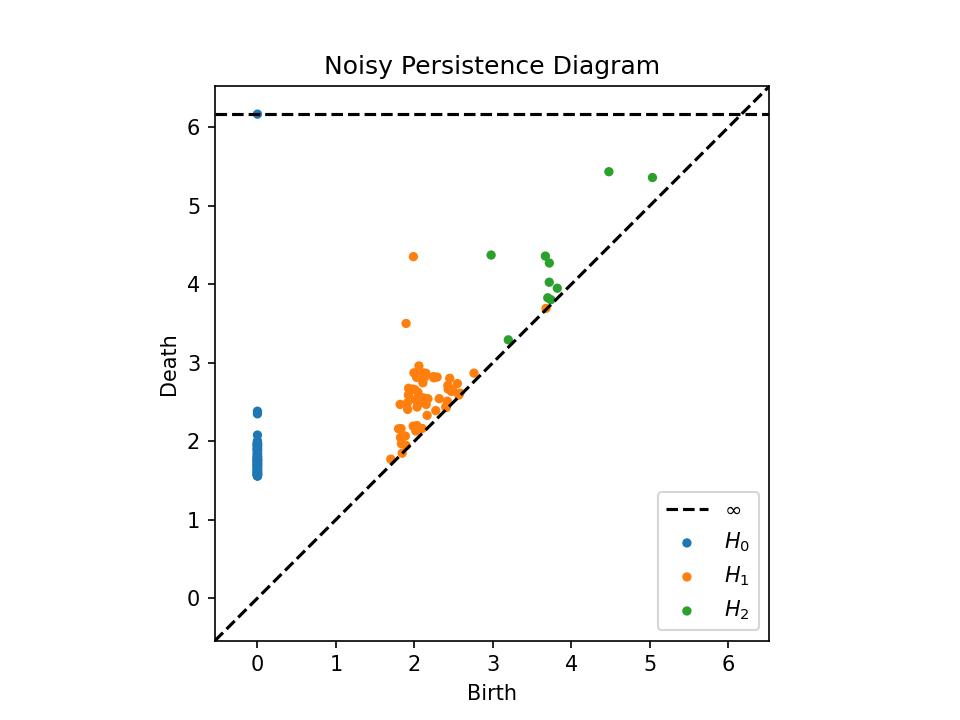 Noisy Persistence Diagram
Death
6
5
4
3
2
1
0
0 1 2 3 4 5 6
Birth
∞
H₀
H₁
H₂